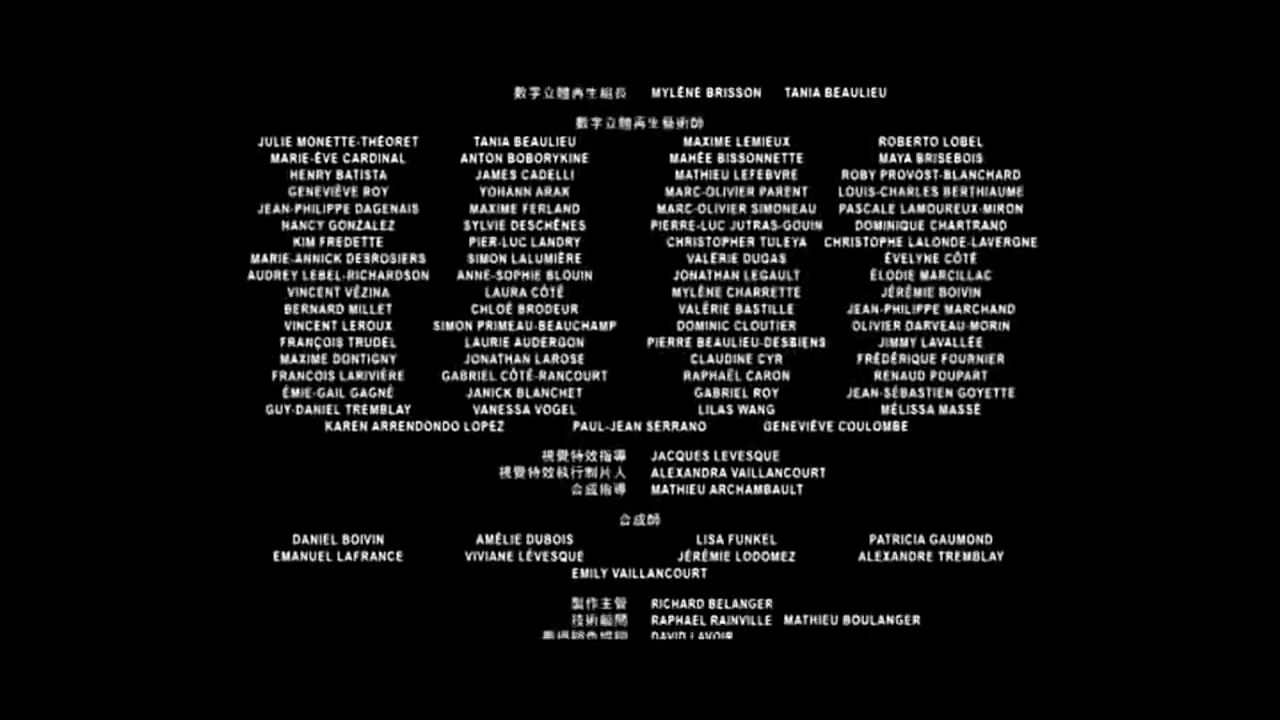 數字立體再生組長 MYLÈNE BRISSON TANIA BEAULIEU
數字立體再生藝術師
JULIE MONETTE-THÉORET TANIA BEAULIEU MAXIME LEMIEUX ROBERTO LOBEL
MARIE-ÈVE CARDINAL ANTON BOBORYKINE MAHÉE BISSONNETTE MAYA BRISEBOIS
HENRY BATISTA JAMES CADELLI MATHIEU LEFEBVRE ROBY PROVOST-BLANCHARD
GENEVIÈVE ROY YOHANN ARAK MARC-OLIVIER PARENT LOUIS-CHARLES BERTHIAUME
JEAN-PHILIPPE DAGENAIS MAXIME FERLAND MARC-OLIVIER SIMONEAU PASCALE LAMOUREUX-MIRON
NANCY GONZALEZ SYLVIE DESCHÊNES PIERRE-LUC JUTRAS-GOUIN DOMINIQUE CHARTRAND
KIM FREDETTE PIER-LUC LANDRY CHRISTOPHER TULEYA CHRISTOPHE LALONDE-LAVERGNE
MARIE-ANNICK DESROSIERS SIMON LALUMIÈRE VALÉRIE DUGAS ÉVELYNE CÔTÉ
AUDREY LEBEL-RICHARDSON ANNE-SOPHIE BLOUIN JONATHAN LEGAULT ÉLODIE MARCILLAC
VINCENT VÉZINA LAURA CÔTÉ MYLÈNE CHARRETTE JÉRÉMIE BOIVIN
BERNARD MILLET CHLOÉ BRODEUR VALÉRIE BASTILLE JEAN-PHILIPPE MARCHAND
VINCENT LEROUX SIMON PRIMEAU-BEAUCHAMP DOMINIC CLOUTIER OLIVIER DARVEAU-MORIN
FRANÇOIS TRUDEL LAURIE AUDERGON PIERRE BEAULIEU-DESBIENS JIMMY LAVALLÉE
MAXIME DONTIGNY JONATHAN LAROSE CLAUDINE CYR FRÉDÉRIQUE FOURNIER
FRANCOIS LARIVIÈRE GABRIEL CÔTÉ-RANCOURT RAPHAËL CARON RENAUD POUPART
ÉMIE-GAIL GAGNÉ JANICK BLANCHET GABRIEL ROY JEAN-SÉBASTIEN GOYETTE
GUY-DANIEL TREMBLAY VANESSA VOGEL LILAS WANG MÉLISSA MASSÉ
KAREN ARRENDONDO LOPEZ PAUL-JEAN SERRANO GENEVIÈVE COULOMBE
視覺特效指導 JACQUES LEVESQUE
視覺特效執行制片人 ALEXANDRA VAILLANCOURT
合成指導 MATHIEU ARCHAMBAULT
合成師
DANIEL BOIVIN AMÉLIE DUBOIS LISA FUNKEL PATRICIA GAUMOND
EMANUEL LAFRANCE VIVIANE LÉVESQUE JÉRÉMIE LODOMEZ ALEXANDRE TREMBLAY
EMILY VAILLANCOURT
製作主管 RICHARD BELANGER
技術顧問 RAPHAEL RAINVILLE MATHIEU BOULANGER
DAVID LAVOIR